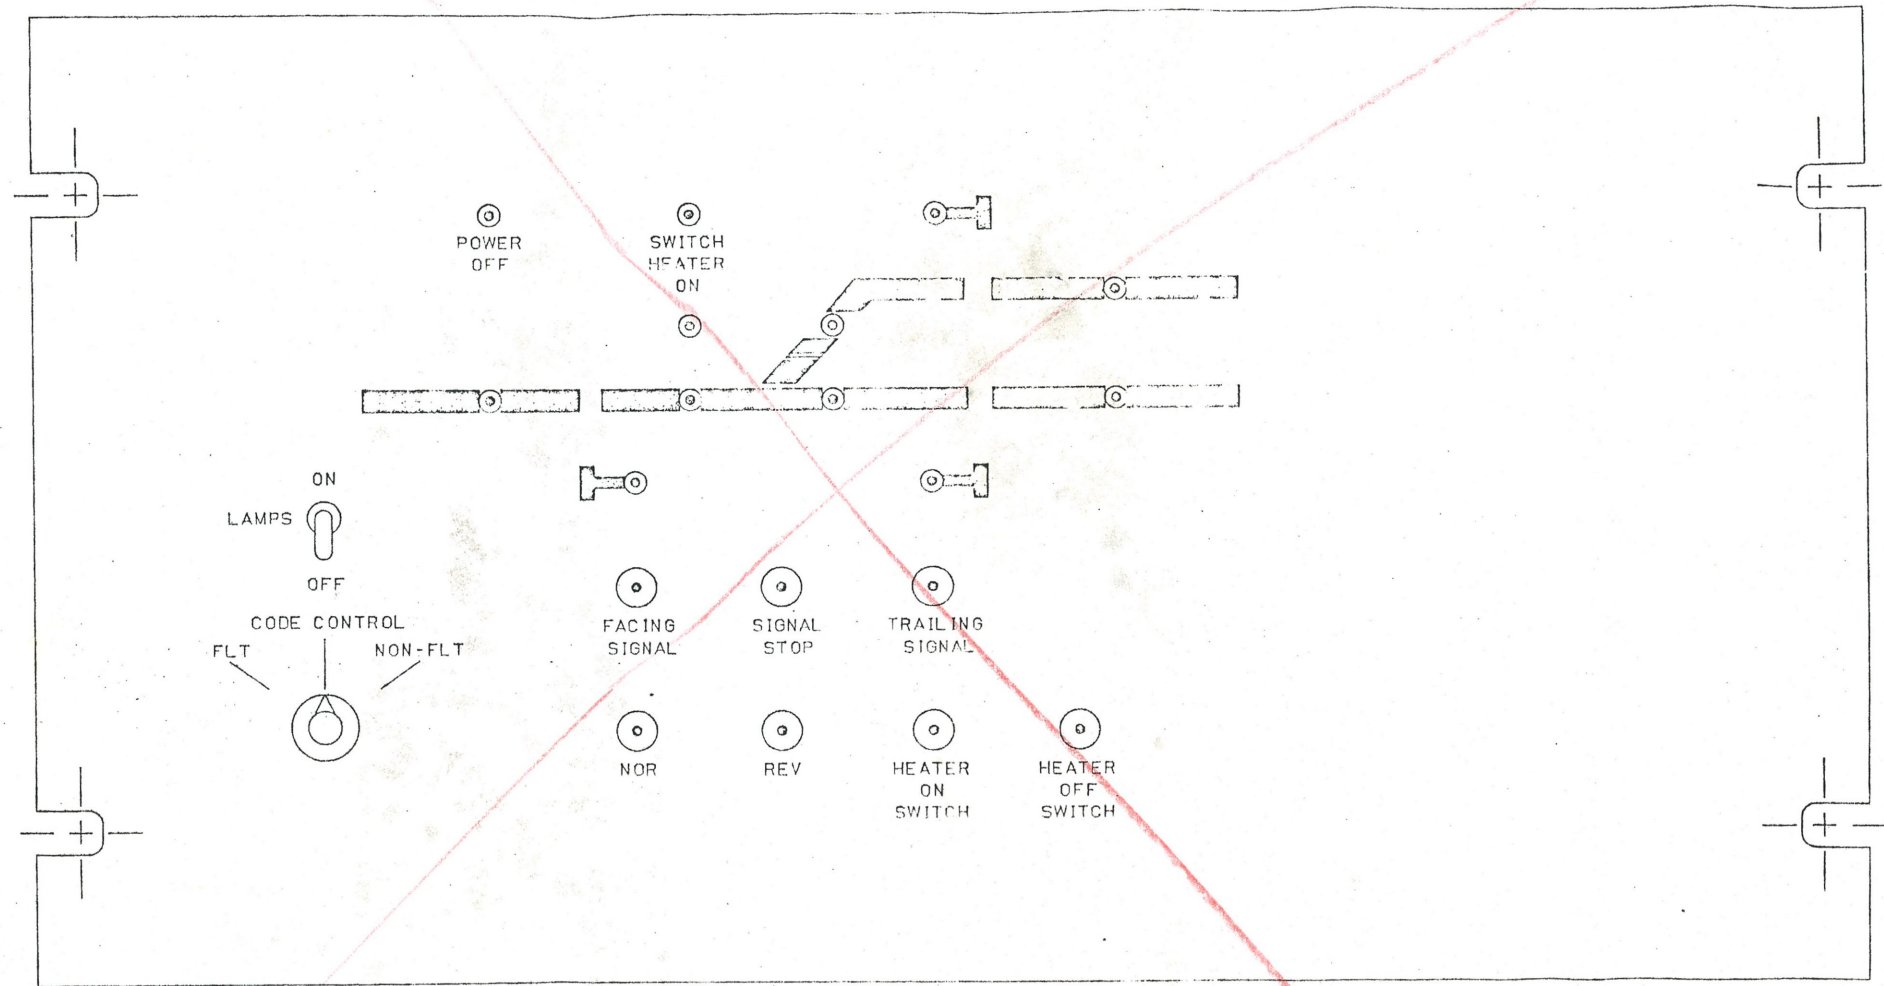 POWER
OFF
SWITCH
HEATER
ON
ON
LAMPS
OFF
CODE CONTROL
FLT
NON-FLT
FACING
SIGNAL
SIGNAL
STOP
TRAILING
SIGNAL
NOR
REV
HEATER
ON
SWITCH
HEATER
OFF
SWITCH